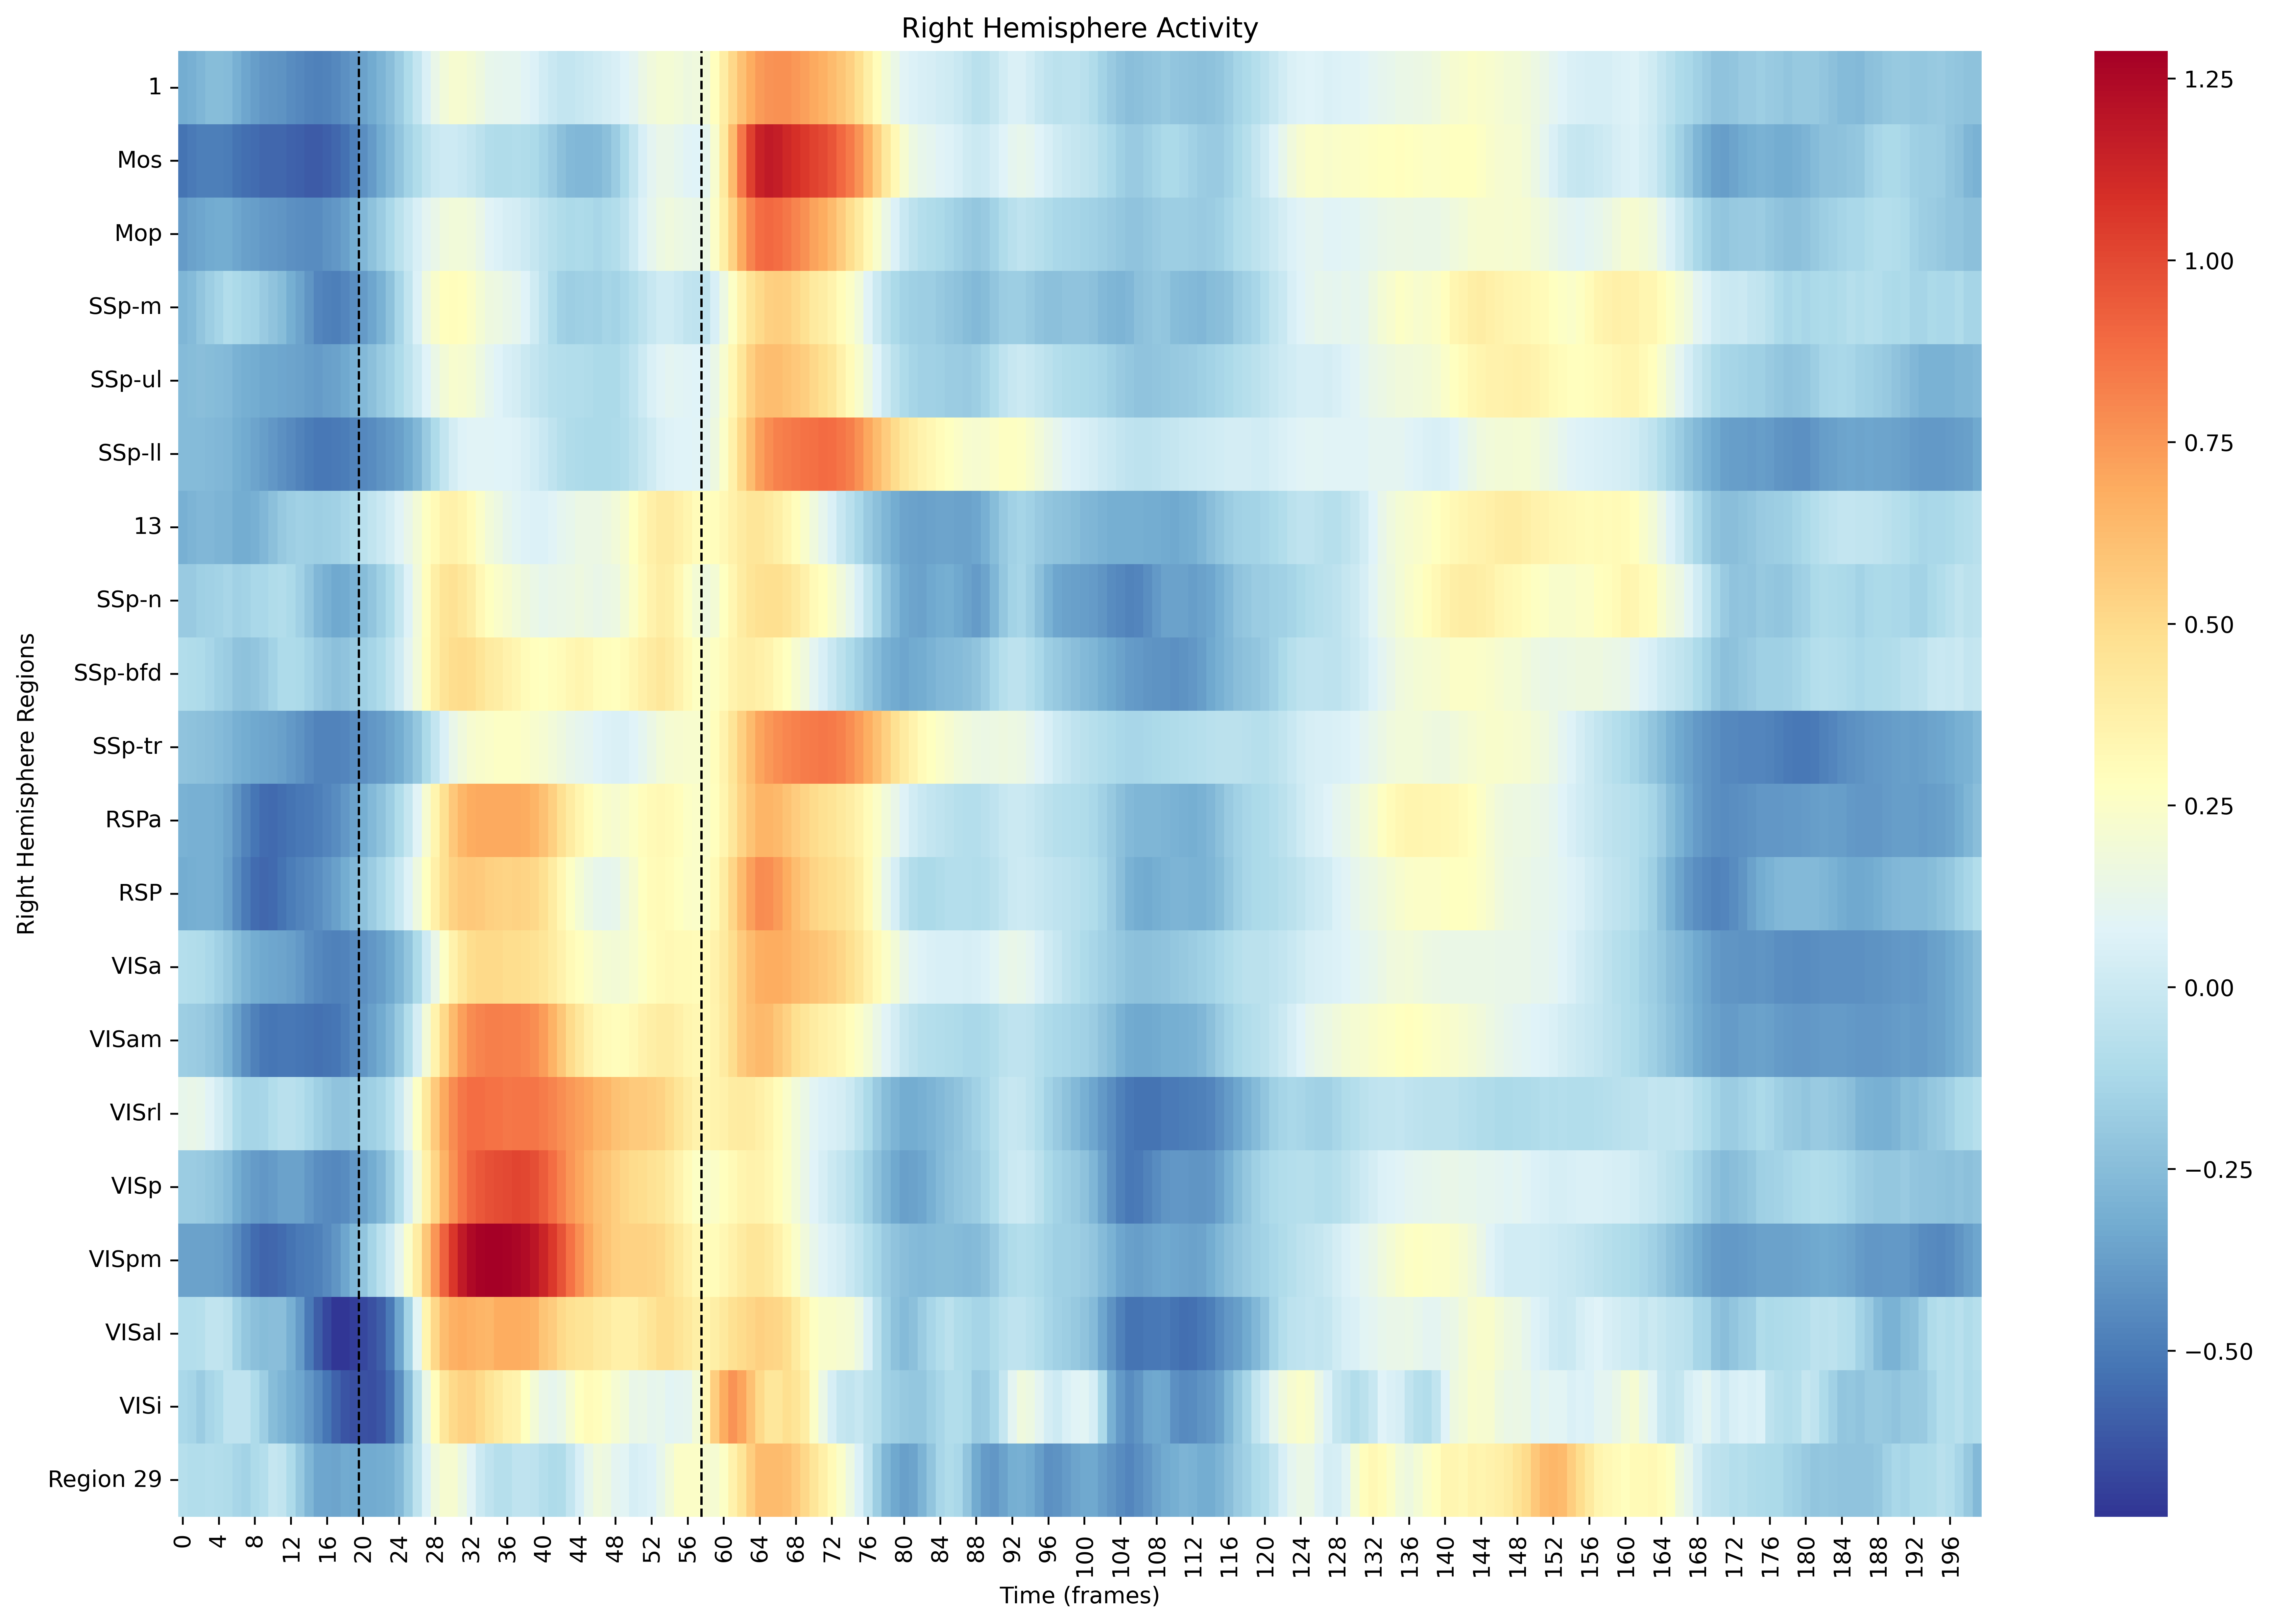 Right Hemisphere Activity
Right Hemisphere Regions
1
Mos
Mop
SSp-m
SSp-ul
SSp-ll
13
SSp-n
SSp-bfd
SSp-tr
RSPa
RSP
VISa
VISam
VISrl
VISp
VISpm
VISal
VISi
Region 29
0 4 8 12 16 20 24 28 32 36 40 44 48 52 56 60 64 68 72 76 80 84 88 92 96 100 104 108 112 116 120 124 128 132 136 140 144 148 152 156 160 164 168 172 176 180 184 188 192 196
Time (frames)
1.25
1.00
0.75
0.50
0.25
0.00
−0.25
−0.50